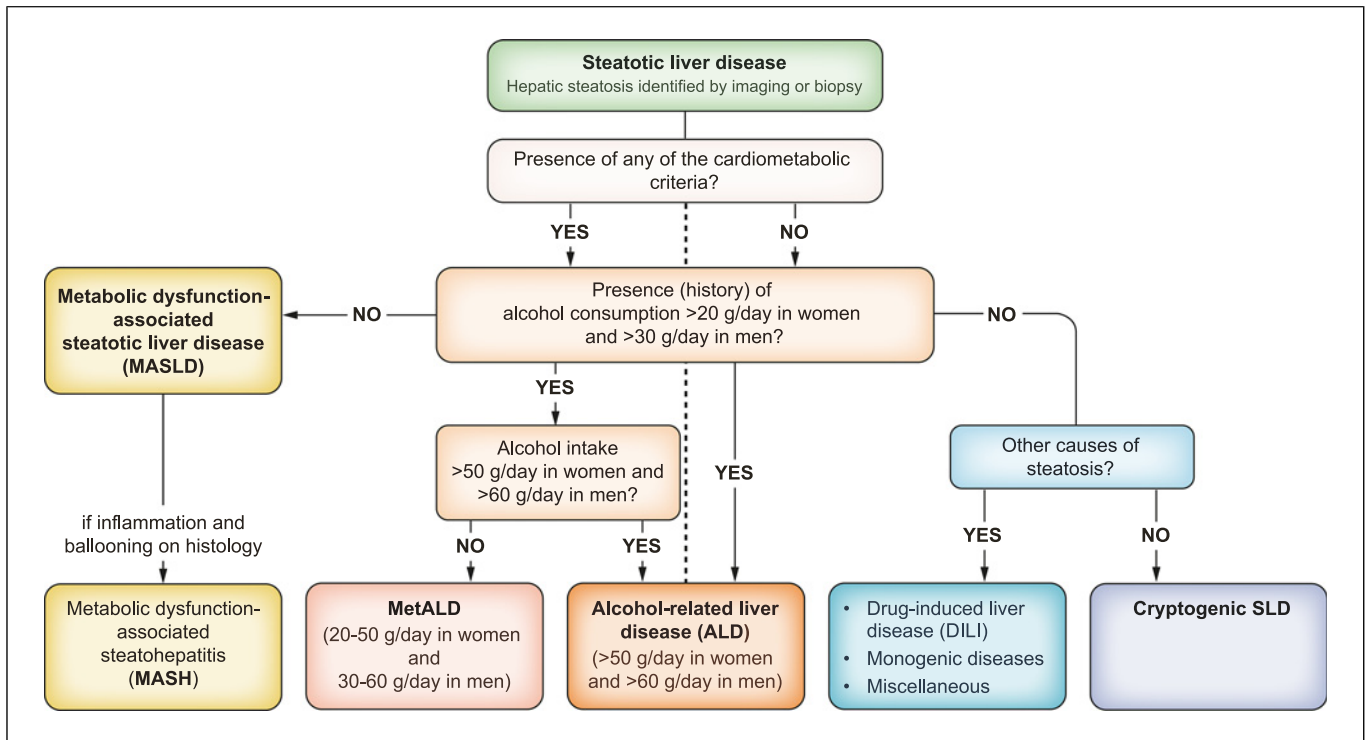 Steatotic liver disease
Hepatic steatosis identified by imaging or biopsy
Presence of any of the cardiometabolic
criteria?
YES
NO
Metabolic dysfunction-
associated
steatotic liver disease
(MASLD)
NO
Presence (history) of
alcohol consumption >20 g/day in women
and >30 g/day in men?
NO
YES
Alcohol intake
>50 g/day in women and
>60 g/day in men?
YES
Other causes of
steatosis?
if inflammation and
ballooning on histology
NO
YES
YES
NO
Metabolic dysfunction-
associated
steatohepatitis
(MASH)
MetALD
(20-50 g/day in women
and
30-60 g/day in men)
Alcohol-related liver
disease (ALD)
(>50 g/day in women
and >60 g/day in men)
• Drug-induced liver
disease (DILI)
• Monogenic diseases
• Miscellaneous
Cryptogenic SLD